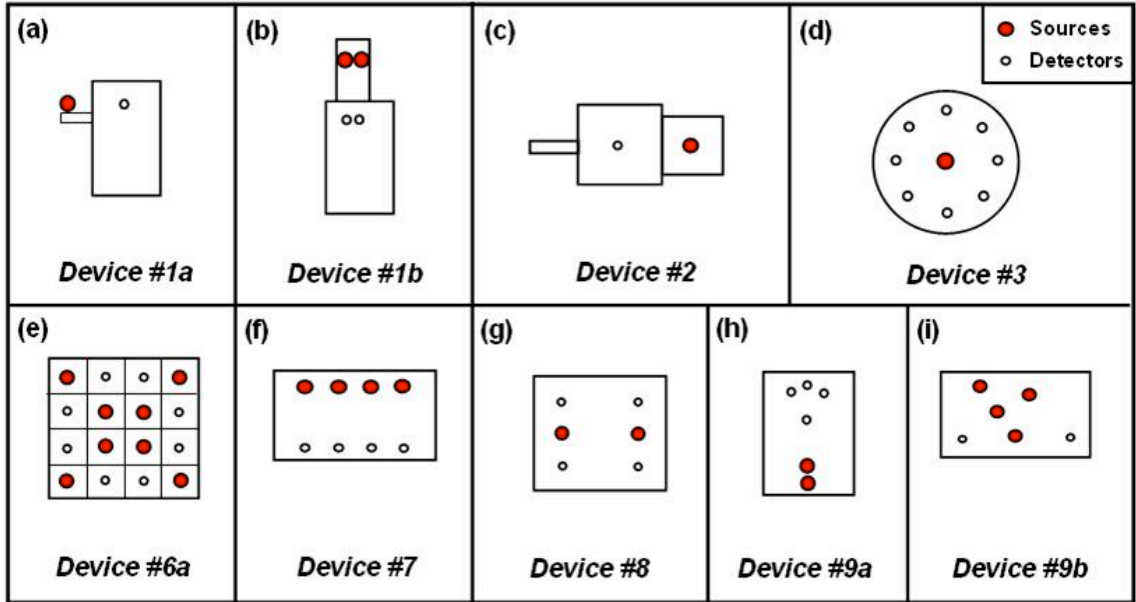 (a)
(b)
(c)
(d)
Sources
Detectors
Device #1a
Device #1b
Device #2
Device #3
(e)
(f)
(g)
(h)
(i)
Device #6a
Device #7
Device #8
Device #9a
Device #9b